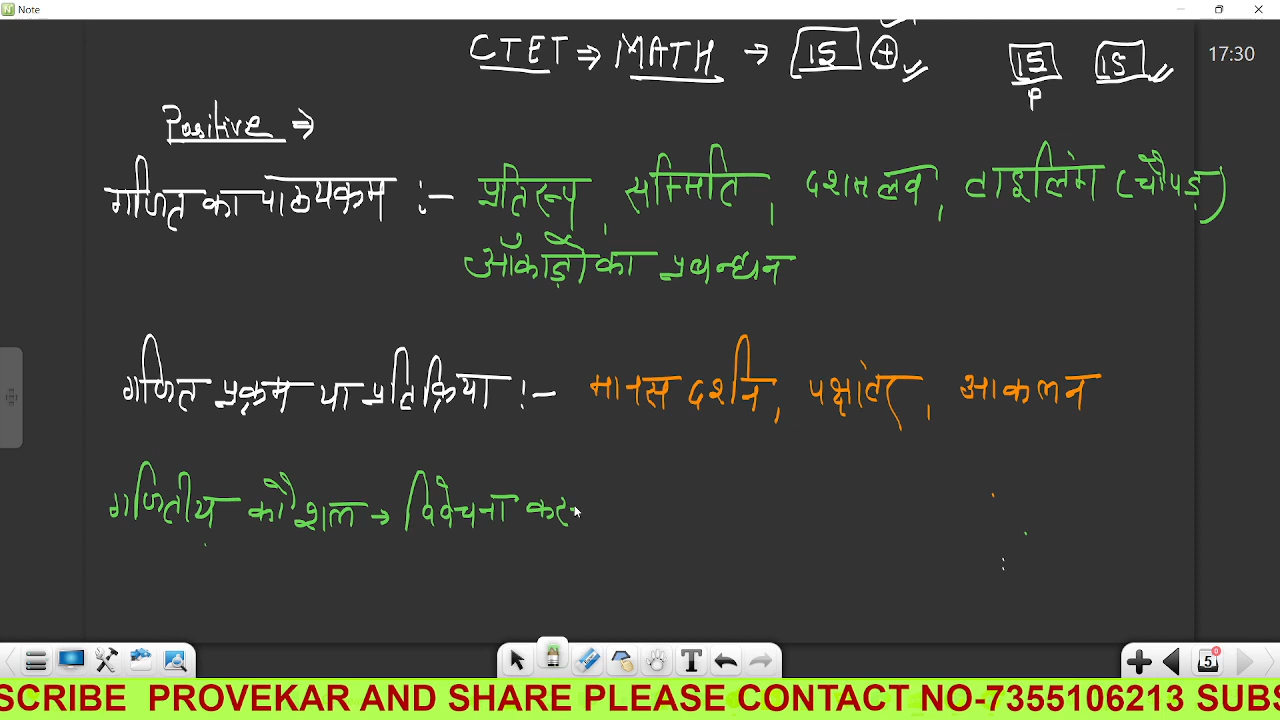 Note
CTET ⇒ MATH → 15 + 15 15
P
17:30
Positive ⇒
गणित का पाठ्यक्रम :- प्रतिरूप, सममिति, दशमलव, टाइलिंग (चौपड़)
आँकाड़ों का प्रबन्धन
गणित प्रक्रम या प्रतिक्रिया :- मानस दर्शन, पक्षांतर, आकलन
गणितीय कौशल → विवेचना
T 5 0
SCRIBE PROVEKAR AND SHARE PLEASE CONTACT NO-7355106213 SUBS